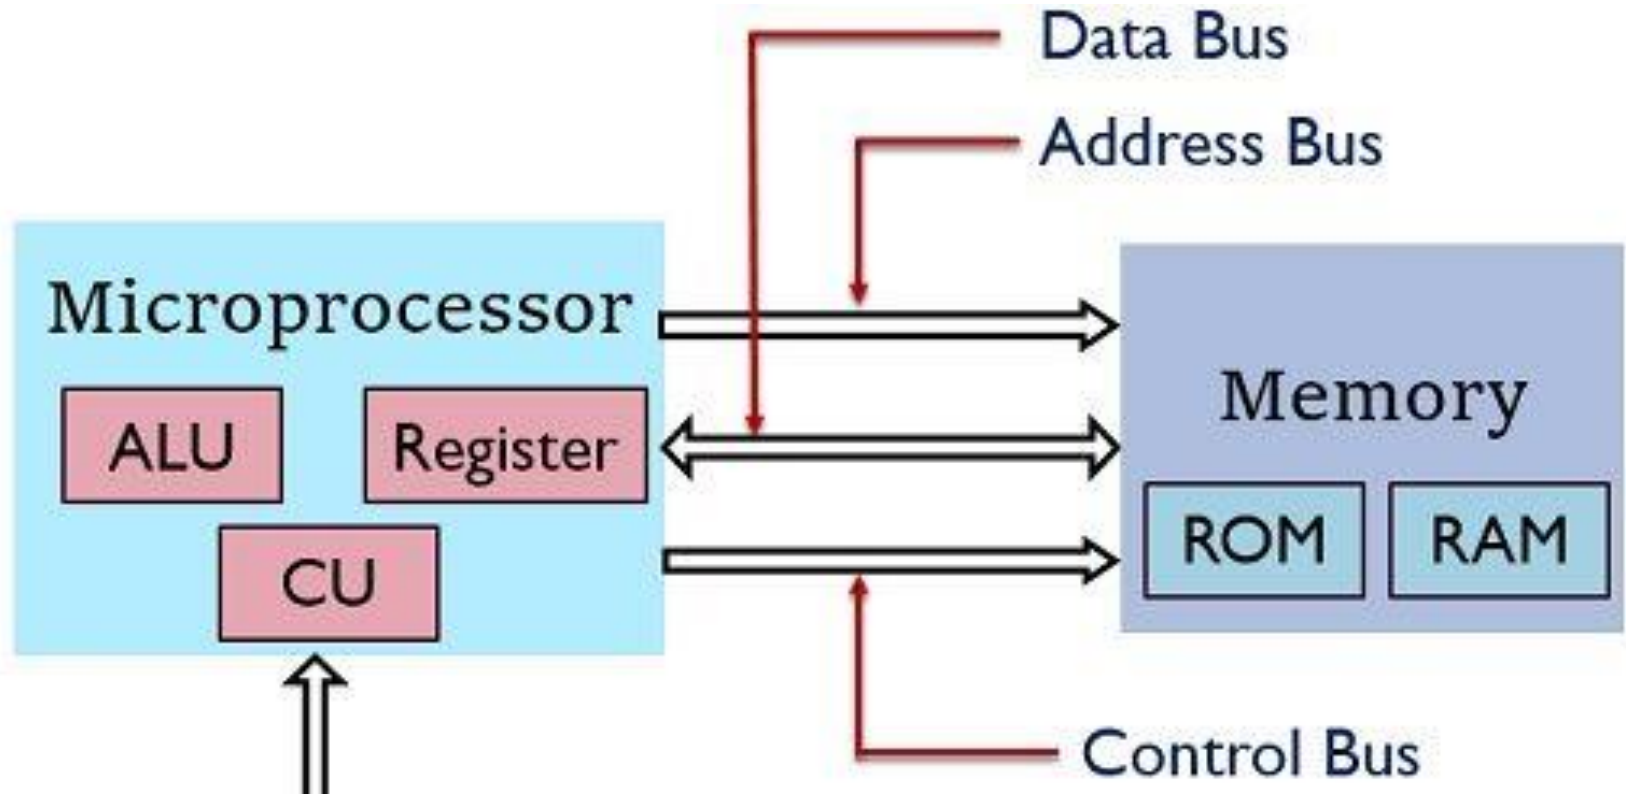 Data Bus
Address Bus
Microprocessor
ALU
Register
CU
Memory
ROM
RAM
Control Bus